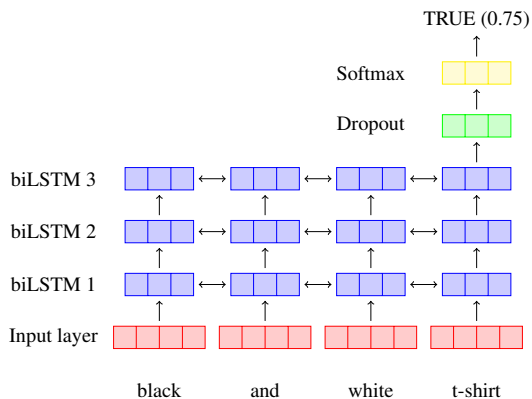 TRUE (0.75)
Softmax
Dropout
biLSTM 3
biLSTM 2
biLSTM 1
Input layer
black and white t-shirt